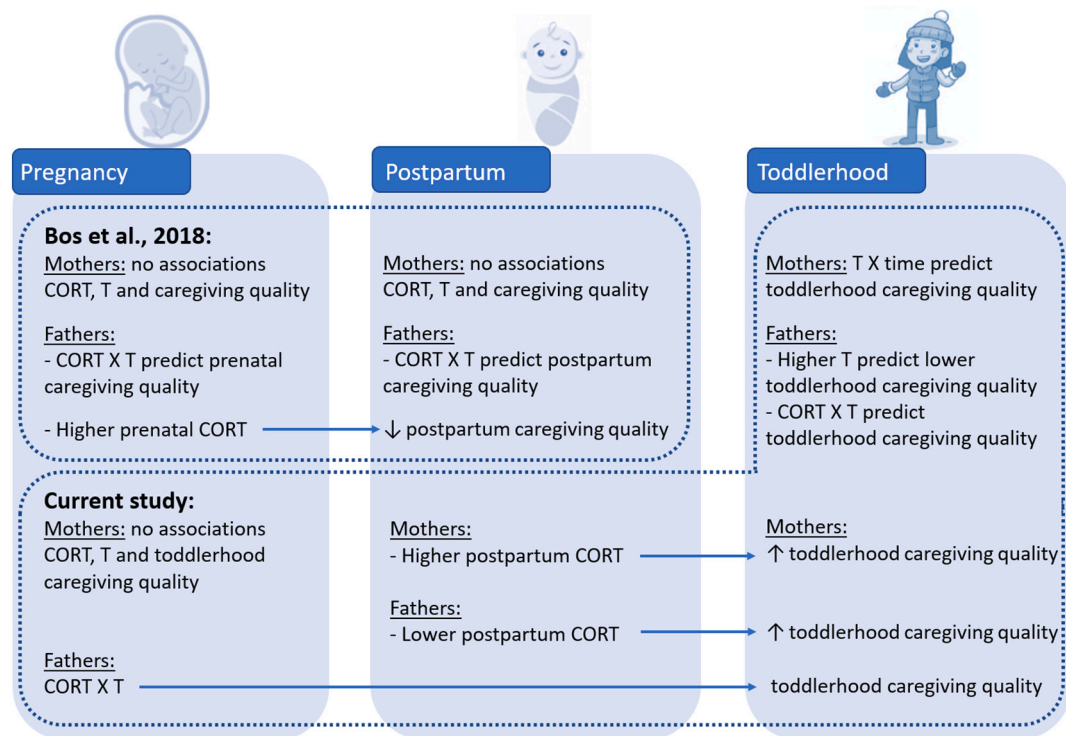 Pregnancy
Postpartum
Toddlerhood
Bos et al., 2018:
Mothers: no associations
CORT, T and caregiving quality
Fathers:
- CORT X T predict prenatal
caregiving quality
- Higher prenatal CORT
Mothers: no associations
CORT, T and caregiving quality
Fathers:
- CORT X T predict postpartum
caregiving quality
↓ postpartum caregiving quality
Mothers: T X time predict
toddlerhood caregiving quality
Fathers:
- Higher T predict lower
toddlerhood caregiving quality
- CORT X T predict
toddlerhood caregiving quality
Current study:
Mothers: no associations
CORT, T and toddlerhood
caregiving quality
Fathers:
CORT X T
Mothers:
- Higher postpartum CORT
Fathers:
- Lower postpartum CORT
Mothers:
↑ toddlerhood caregiving quality
↑ toddlerhood caregiving quality
toddlerhood caregiving quality